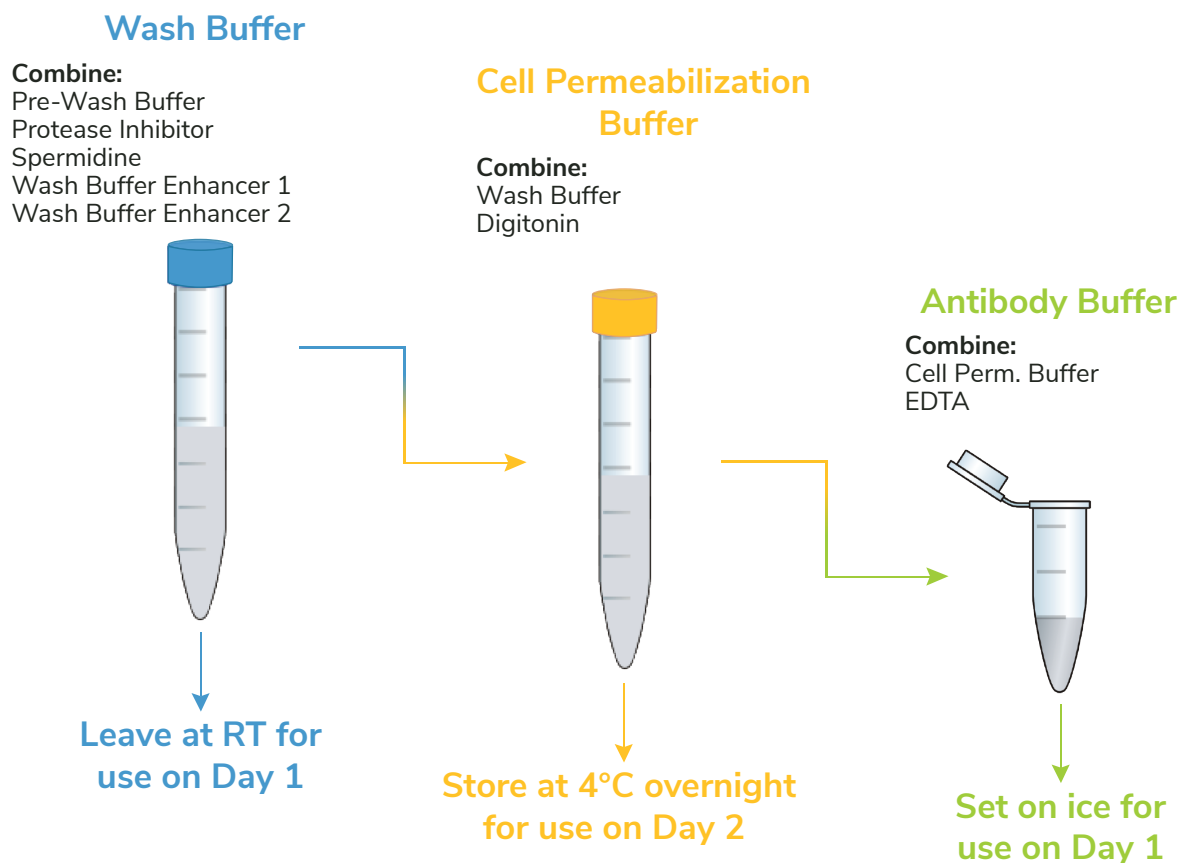 Wash Buffer
Combine:
Pre-Wash Buffer
Protease Inhibitor
Spermidine
Wash Buffer Enhancer 1
Wash Buffer Enhancer 2
Leave at RT for
use on Day 1
Cell Permeabilization
Buffer
Combine:
Wash Buffer
Digitonin
Store at 4°C overnight
for use on Day 2
Antibody Buffer
Combine:
Cell Perm. Buffer
EDTA
Set on ice for
use on Day 1